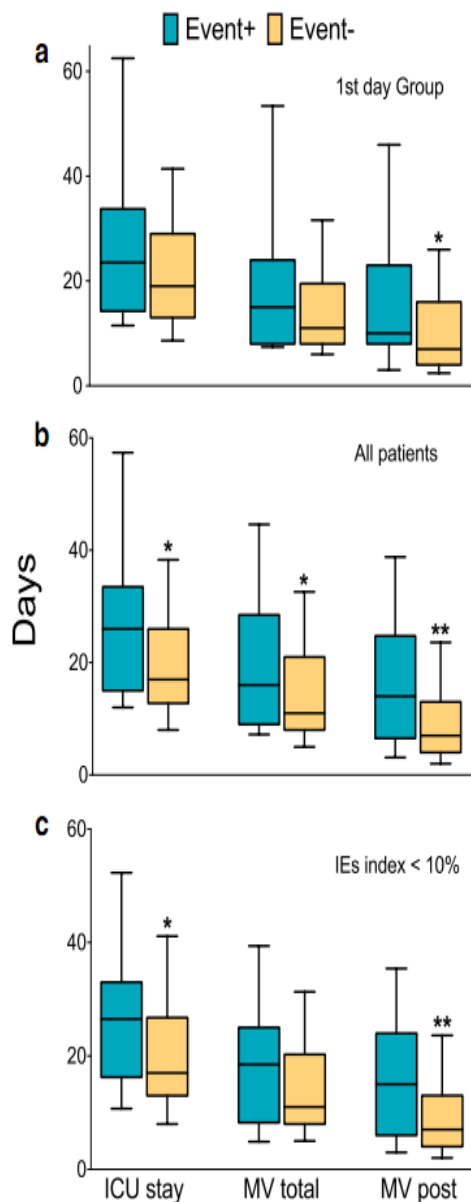 Event+ Event-
a
60
1st day Group
40
*
20
0
b
60
All patients
40
*
*
**
20
0
Days
c
60
IEs index < 10%
40
*
**
20
0
ICU stay MV total MV post